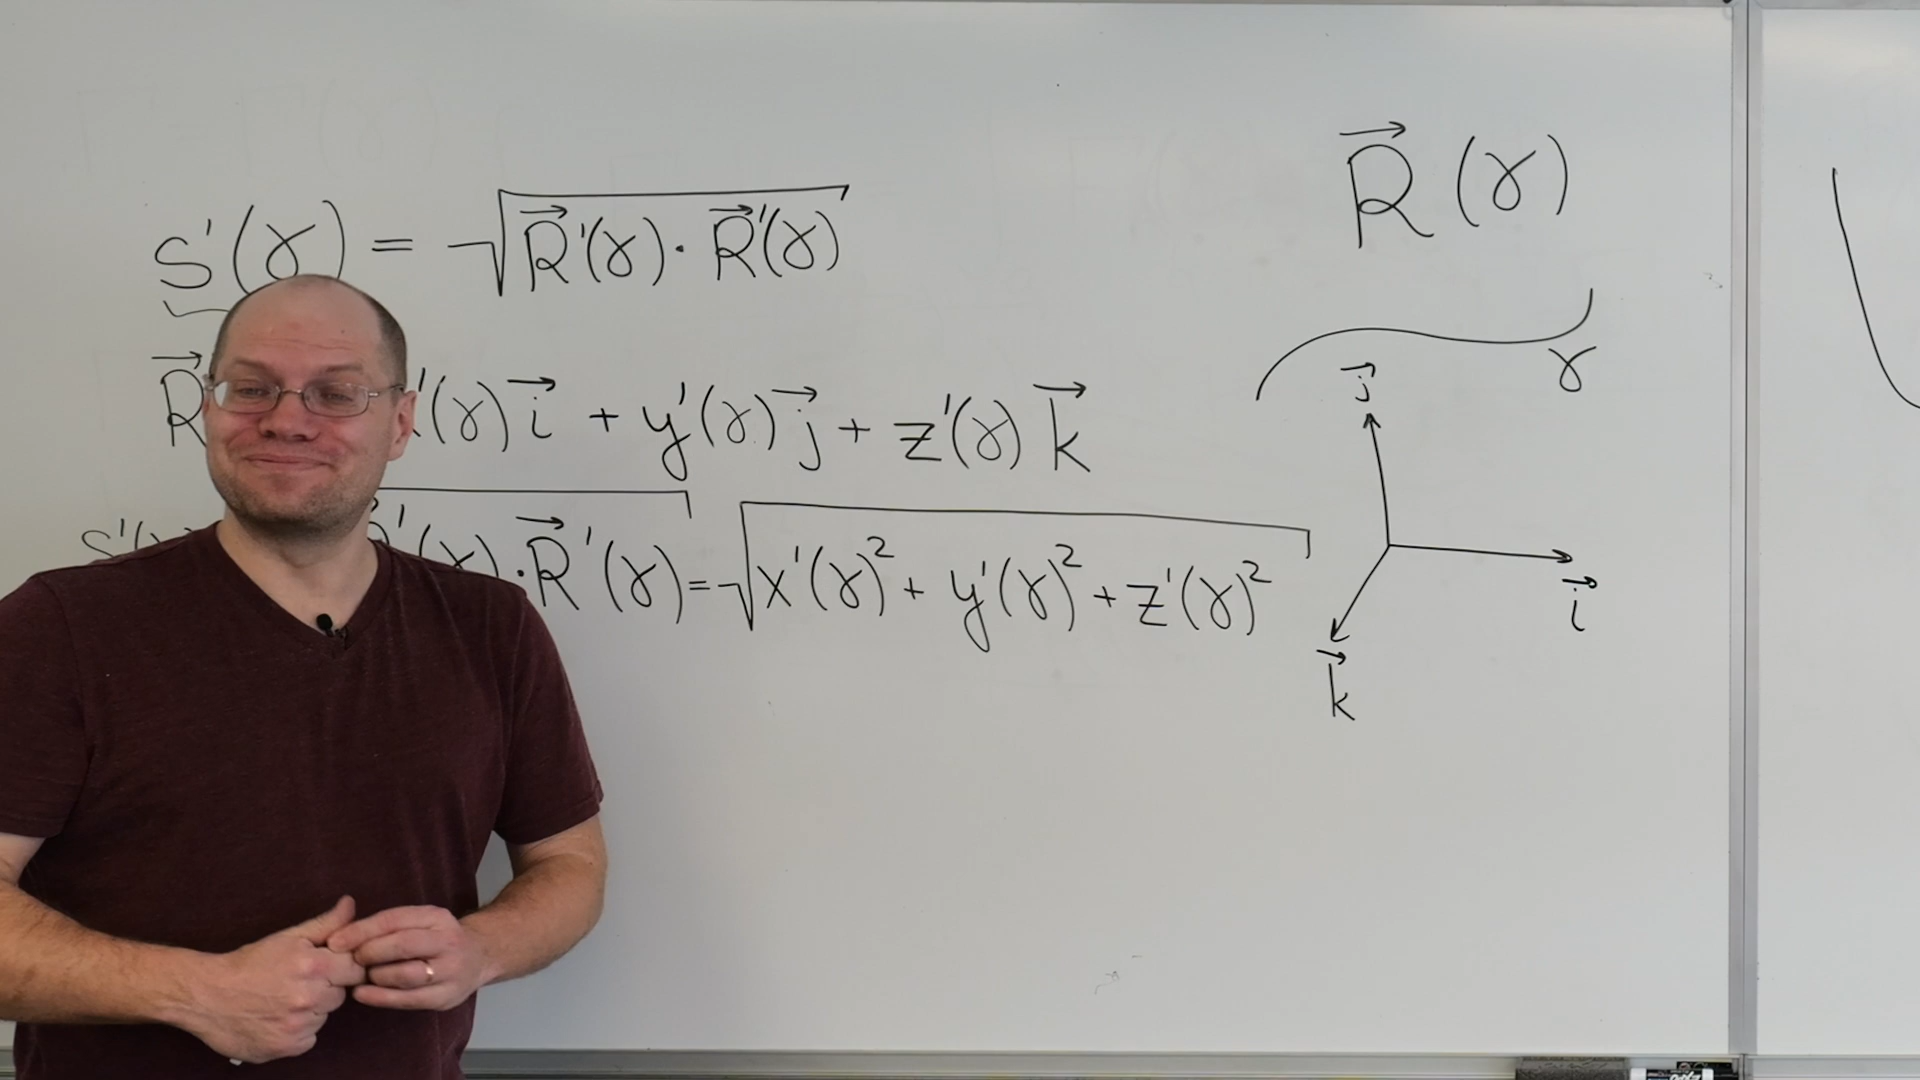 S'(γ) = √R⃗'(γ)·R⃗'(γ)
R⃗ '(γ)i⃗ + y'(γ)j⃗ + z'(γ)k⃗
S'( '(γ)·R⃗'(γ) = √x'(γ)² + y'(γ)² + z'(γ)²
R⃗(γ)
γ
j⃗
i⃗
k⃗